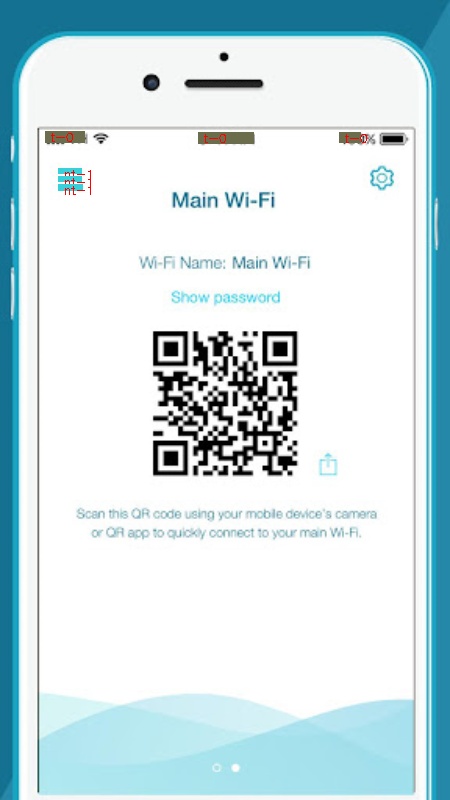 Main Wi-Fi
Wi-Fi Name: Main Wi-Fi
Show password
Scan this QR code using your mobile device's camera
or QR app to quickly connect to your main Wi-Fi.